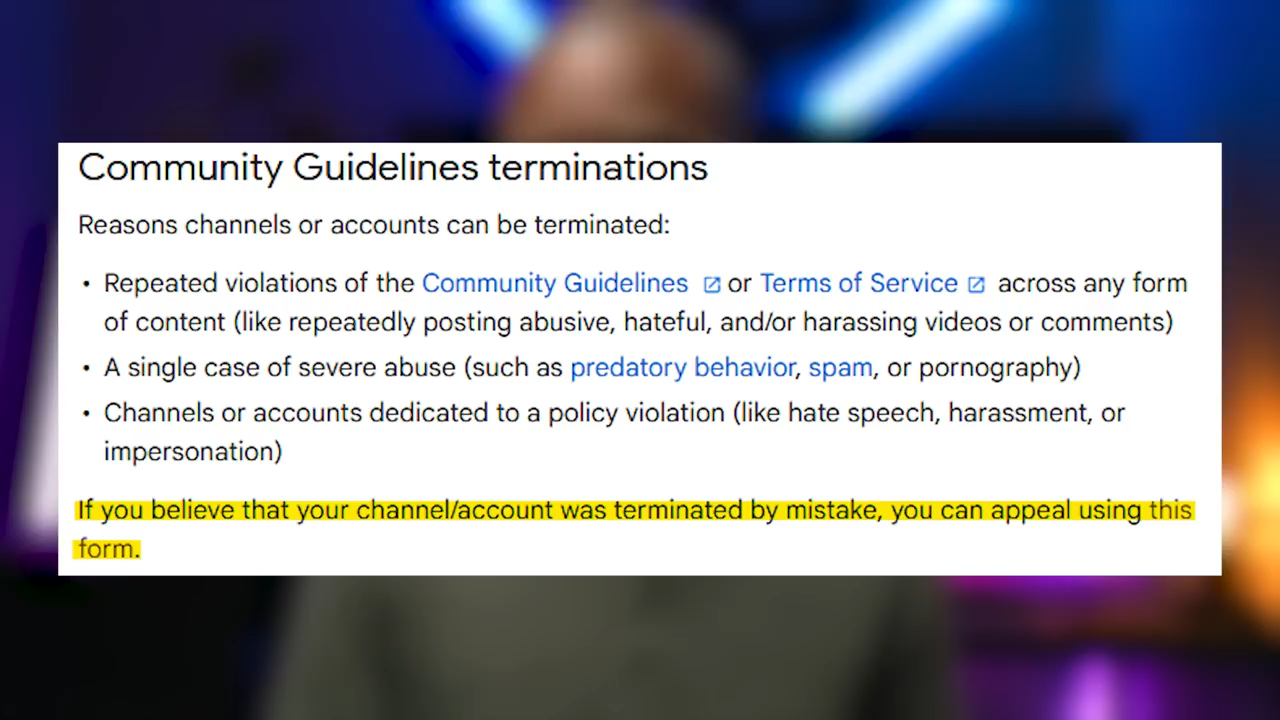 Community Guidelines terminations
Reasons channels or accounts can be terminated:
• Repeated violations of the Community Guidelines or Terms of Service across any form
of content (like repeatedly posting abusive, hateful, and/or harassing videos or comments)
• A single case of severe abuse (such as predatory behavior, spam, or pornography)
• Channels or accounts dedicated to a policy violation (like hate speech, harassment, or
impersonation)
If you believe that your channel/account was terminated by mistake, you can appeal using this
form.